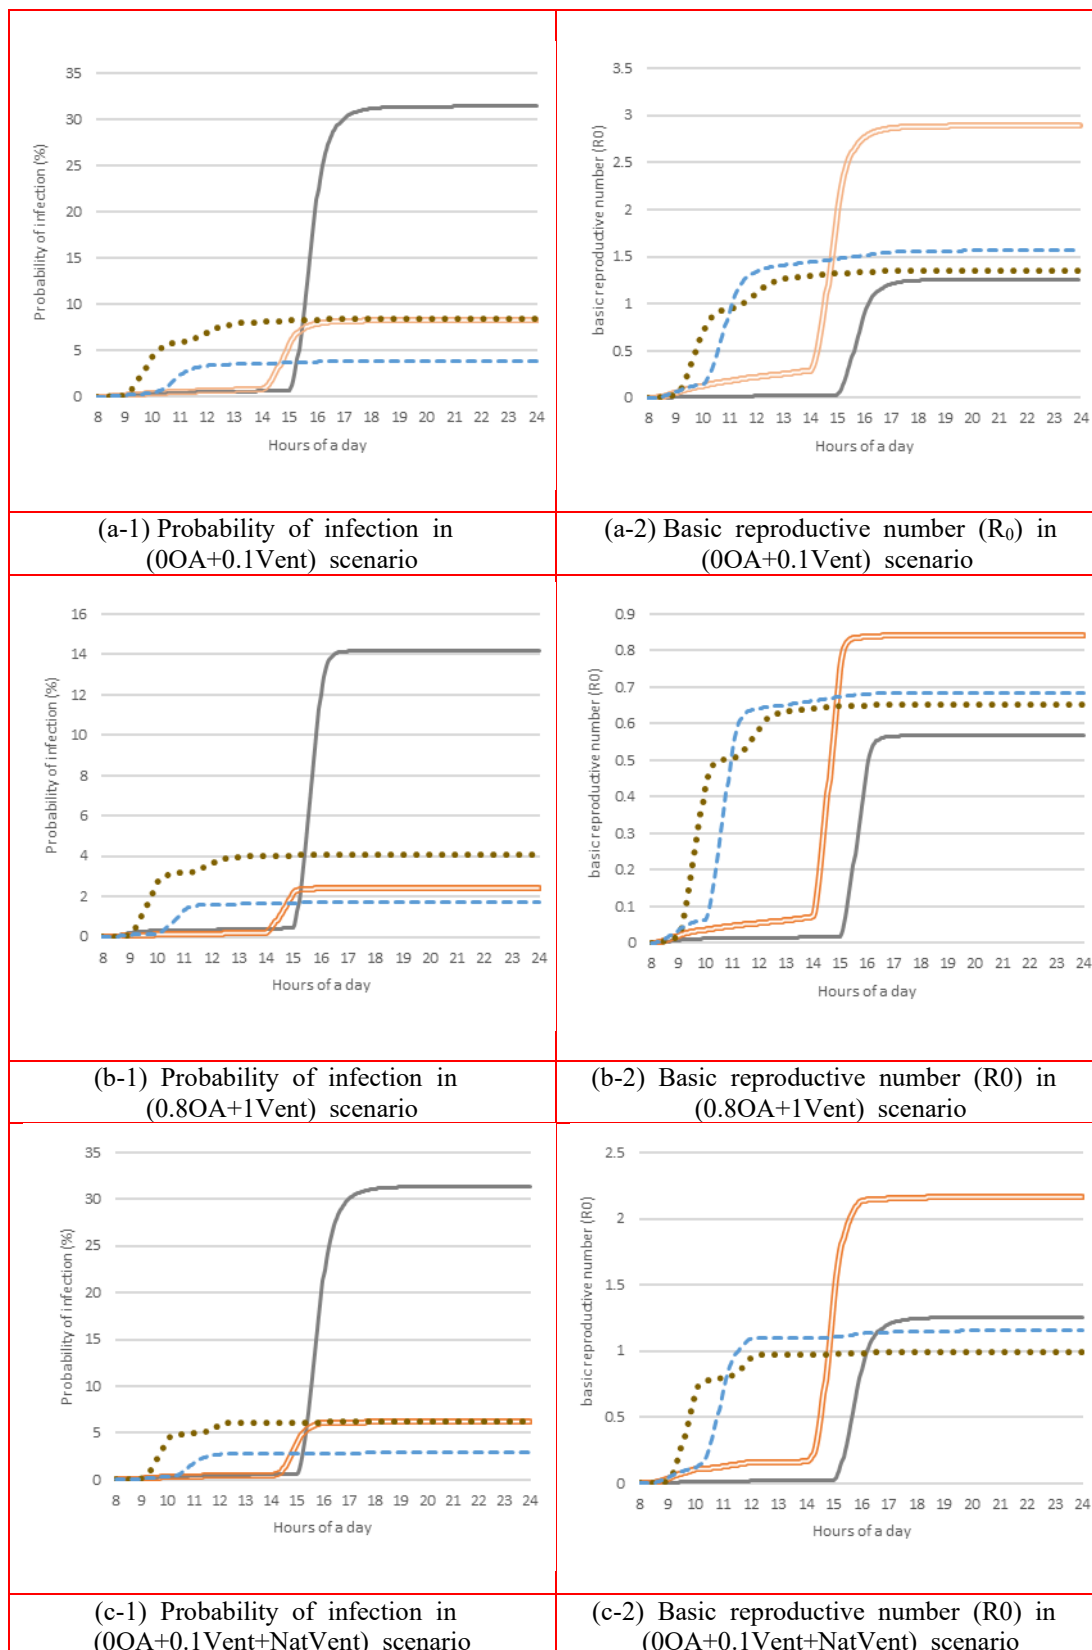 35
30
25
20
15
10
5
0
Probability of infection (%)
8 9 10 11 12 13 14 15 16 17 18 19 20 21 22 23 24
Hours of a day
3.5
3
2.5
2
1.5
1
0.5
0
basic reproductive number (R0)
8 9 10 11 12 13 14 15 16 17 18 19 20 21 22 23 24
Hours of a day
(a-1) Probability of infection in
(0OA+0.1Vent) scenario
(a-2) Basic reproductive number (R₀) in
(0OA+0.1Vent) scenario
16
14
12
10
8
6
4
2
0
Probability of infection (%)
8 9 10 11 12 13 14 15 16 17 18 19 20 21 22 23 24
Hours of a day
0.9
0.8
0.7
0.6
0.5
0.4
0.3
0.2
0.1
0
basic reproductive number (R0)
8 9 10 11 12 13 14 15 16 17 18 19 20 21 22 23 24
Hours of a day
(b-1) Probability of infection in
(0.8OA+1Vent) scenario
(b-2) Basic reproductive number (R0) in
(0.8OA+1Vent) scenario
35
30
25
20
15
10
5
0
Probability of infection (%)
8 9 10 11 12 13 14 15 16 17 18 19 20 21 22 23 24
Hours of a day
2.5
2
1.5
1
0.5
0
basic reproductive number (R0)
8 9 10 11 12 13 14 15 16 17 18 19 20 21 22 23 24
Hours of a day
(c-1) Probability of infection in
(0OA+0.1Vent+NatVent) scenario
(c-2) Basic reproductive number (R0) in
(0OA+0.1Vent+NatVent) scenario